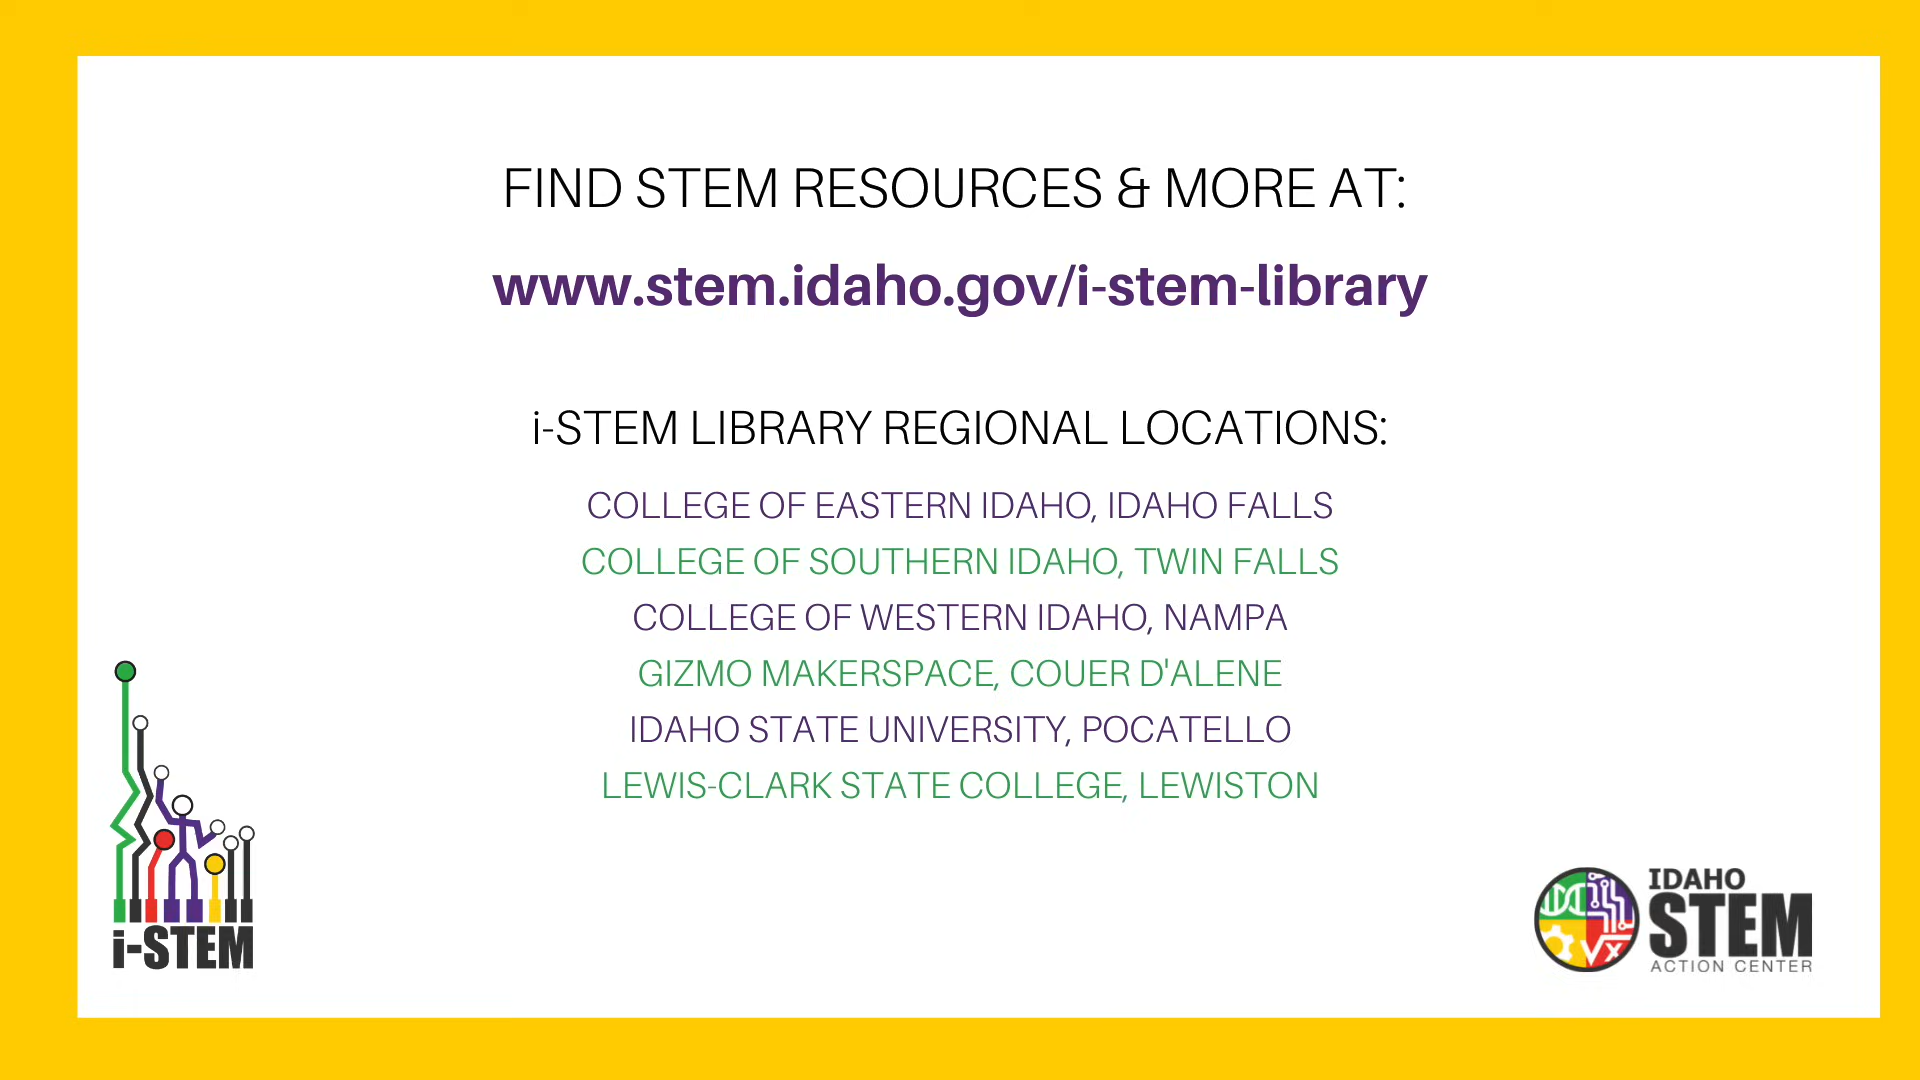 FIND STEM RESOURCES & MORE AT:
www.stem.idaho.gov/i-stem-library
i-STEM LIBRARY REGIONAL LOCATIONS:
COLLEGE OF EASTERN IDAHO, IDAHO FALLS
COLLEGE OF SOUTHERN IDAHO, TWIN FALLS
COLLEGE OF WESTERN IDAHO, NAMPA
GIZMO MAKERSPACE, COUER D'ALENE
IDAHO STATE UNIVERSITY, POCATELLO
LEWIS-CLARK STATE COLLEGE, LEWISTON
i-STEM
IDAHO
STEM
ACTION CENTER